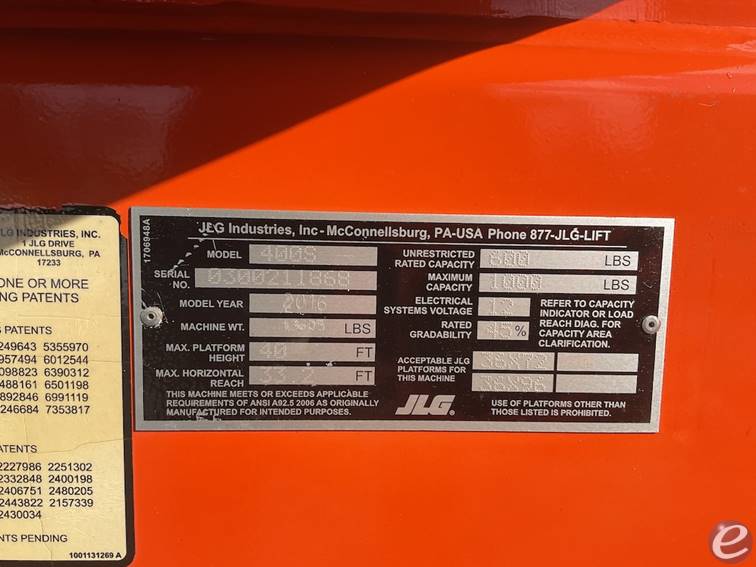 JLG INDUSTRIES, INC.
1 JLG DRIVE
McCONNELLSBURG, PA
17233
ONE OR MORE
NG PATENTS
PATENTS
249643 5355970
957494 6012544
098823 6390312
488161 6501198
892846 6991119
246684 7353817
ATENTS
2227986 2251302
2332848 2400198
2406751 2480205
2443822 2157339
2430034
NTS PENDING
1001131269 A
1706948A
JLG Industries, Inc - McConnellsburg, PA-USA Phone 877-JLG-LIFT
MODEL 400S
SERIAL NO. 0300211868
MODEL YEAR 2016
MACHINE WT. LBS
MAX. PLATFORM HEIGHT 40 FT
MAX. HORIZONTAL REACH FT
THIS MACHINE MEETS OR EXCEEDS APPLICABLE
REQUIREMENTS OF ANSI A92.5 2006 AS ORIGINALLY
MANUFACTURED FOR INTENDED PURPOSES.
UNRESTRICTED RATED CAPACITY 600 LBS
MAXIMUM CAPACITY 1000 LBS
ELECTRICAL SYSTEMS VOLTAGE 12
RATED GRADABILITY 45 %
REFER TO CAPACITY
INDICATOR OR LOAD
REACH DIAG. FOR
CAPACITY AREA
CLARIFICATION.
ACCEPTABLE JLG
PLATFORMS FOR
THIS MACHINE
36X72
36X96
JLG.
USE OF PLATFORMS OTHER THAN
THOSE LISTED IS PROHIBITED.
e